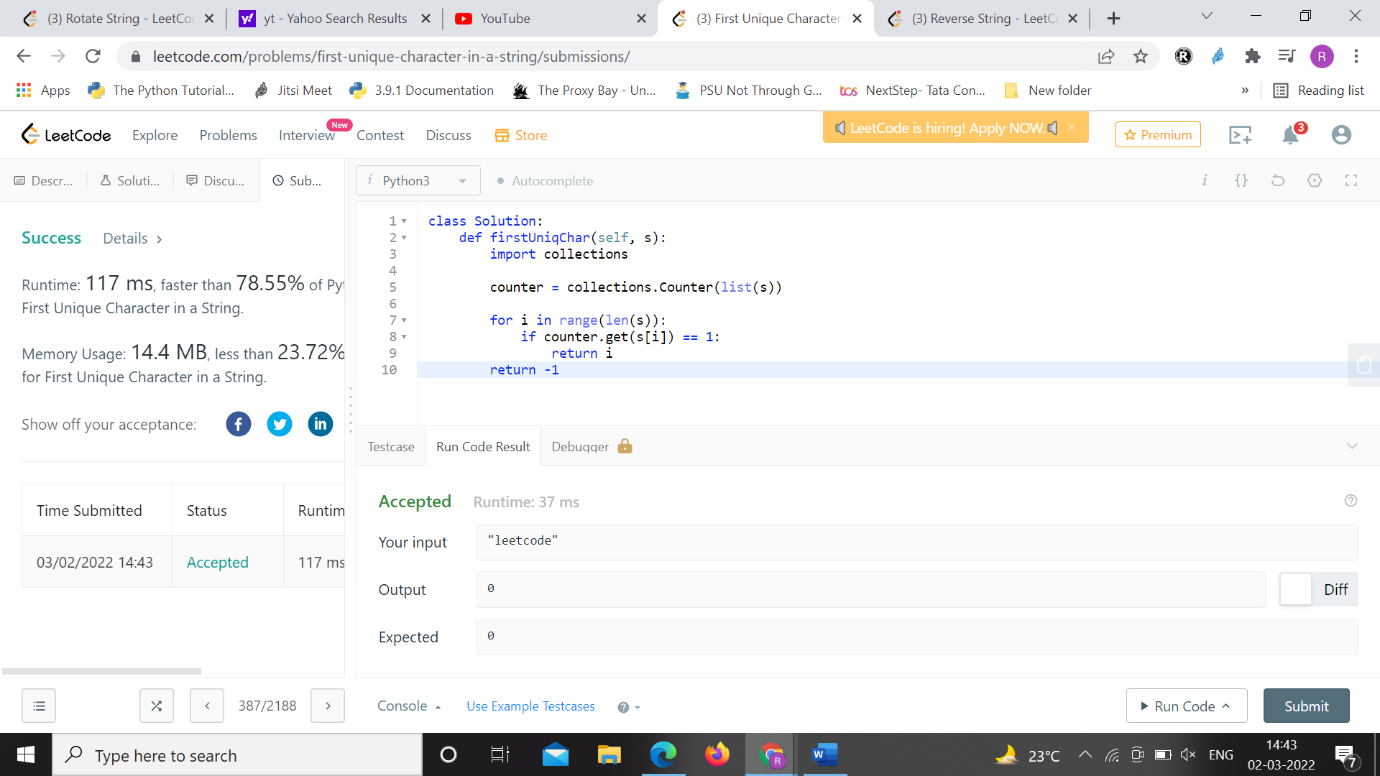 (3) Rotate String - LeetCo
yt - Yahoo Search Results
YouTube
(3) First Unique Character
(3) Reverse String - LeetC
leetcode.com/problems/first-unique-character-in-a-string/submissions/
R
R
Apps
The Python Tutorial...
Jitsi Meet
3.9.1 Documentation
The Proxy Bay - Un...
PSU Not Through G...
tcs NextStep- Tata Con...
New folder
»
Reading list
LeetCode
Explore
Problems
Interview
New
Contest
Discuss
Store
LeetCode is hiring! Apply NOW.
Premium
3
Descr...
Soluti...
Discu...
Sub...
i Python3
Autocomplete
i
{}
Success
Details >
Runtime: 117 ms, faster than 78.55% of Py
First Unique Character in a String.
Memory Usage: 14.4 MB, less than 23.72%
for First Unique Character in a String.
Show off your acceptance:
f
in
Time Submitted
Status
Runtim
03/02/2022 14:43
Accepted
117 ms
1 class Solution:
2 def firstUniqChar(self, s):
3 import collections
4
5 counter = collections.Counter(list(s))
6
7 for i in range(len(s)):
8 if counter.get(s[i]) == 1:
9 return i
10 return -1
Testcase
Run Code Result
Debugger
Accepted
Runtime: 37 ms
?
Your input
"leetcode"
Output
0
Diff
Expected
0
387/2188
Console
Use Example Testcases
?
Run Code
Submit
Type here to search
R
W
23°C
ENG
14:43
02-03-2022
7